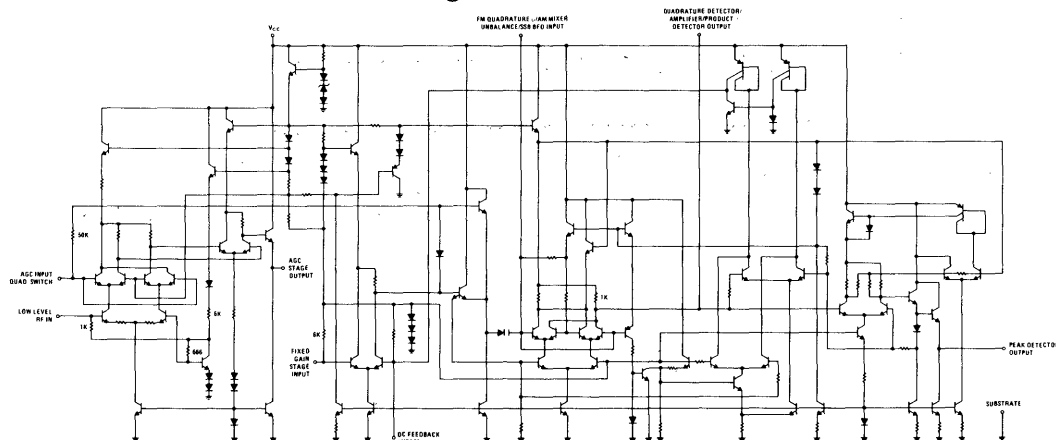 FM QUADRATURE /AM MIXER
UNBALANCE/SSB BFO INPUT
QUADRATURE DETECTOR/
AMPLIFIER/PRODUCT
DETECTOR OUTPUT
VCC
50K
AGC INPUT
QUAD SWITCH
LOW LEVEL
RF IN
1K
666
6K
AGC
STAGE
OUTPUT
6K
FIXED
GAIN
STAGE
INPUT
DC FEEDBACK
1K
PEAK DETECTOR
OUTPUT
SUBSTRATE